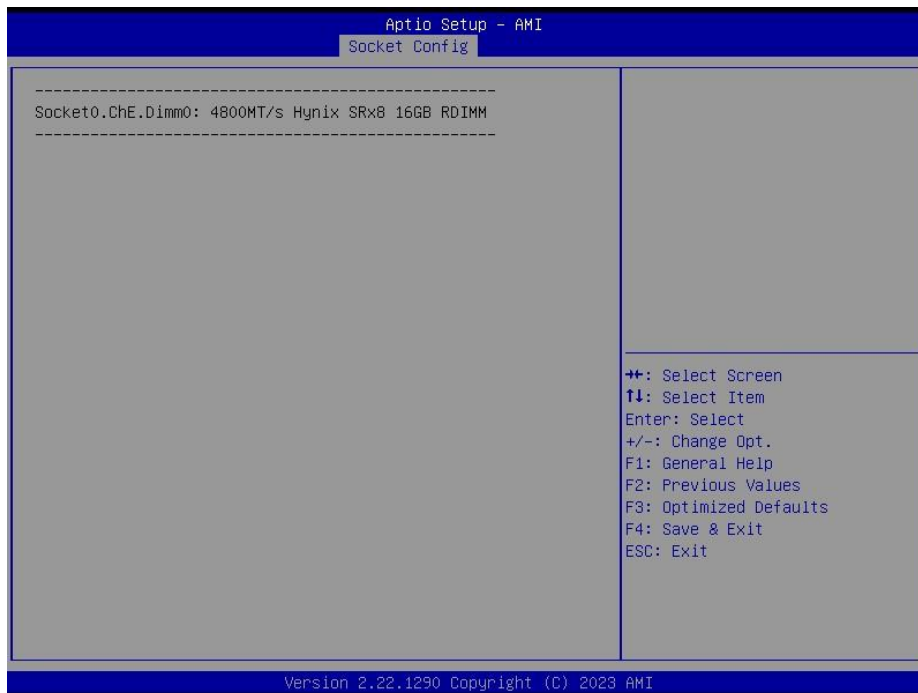 Aptio Setup - AMI
Socket Config
--------------------------------------------------
Socket0.ChE.Dimm0: 4800MT/s Hynix SRx8 16GB RDIMM
--------------------------------------------------
→←: Select Screen
↑↓: Select Item
Enter: Select
+/-: Change Opt.
F1: General Help
F2: Previous Values
F3: Optimized Defaults
F4: Save & Exit
ESC: Exit
Version 2.22.1290 Copyright (C) 2023 AMI